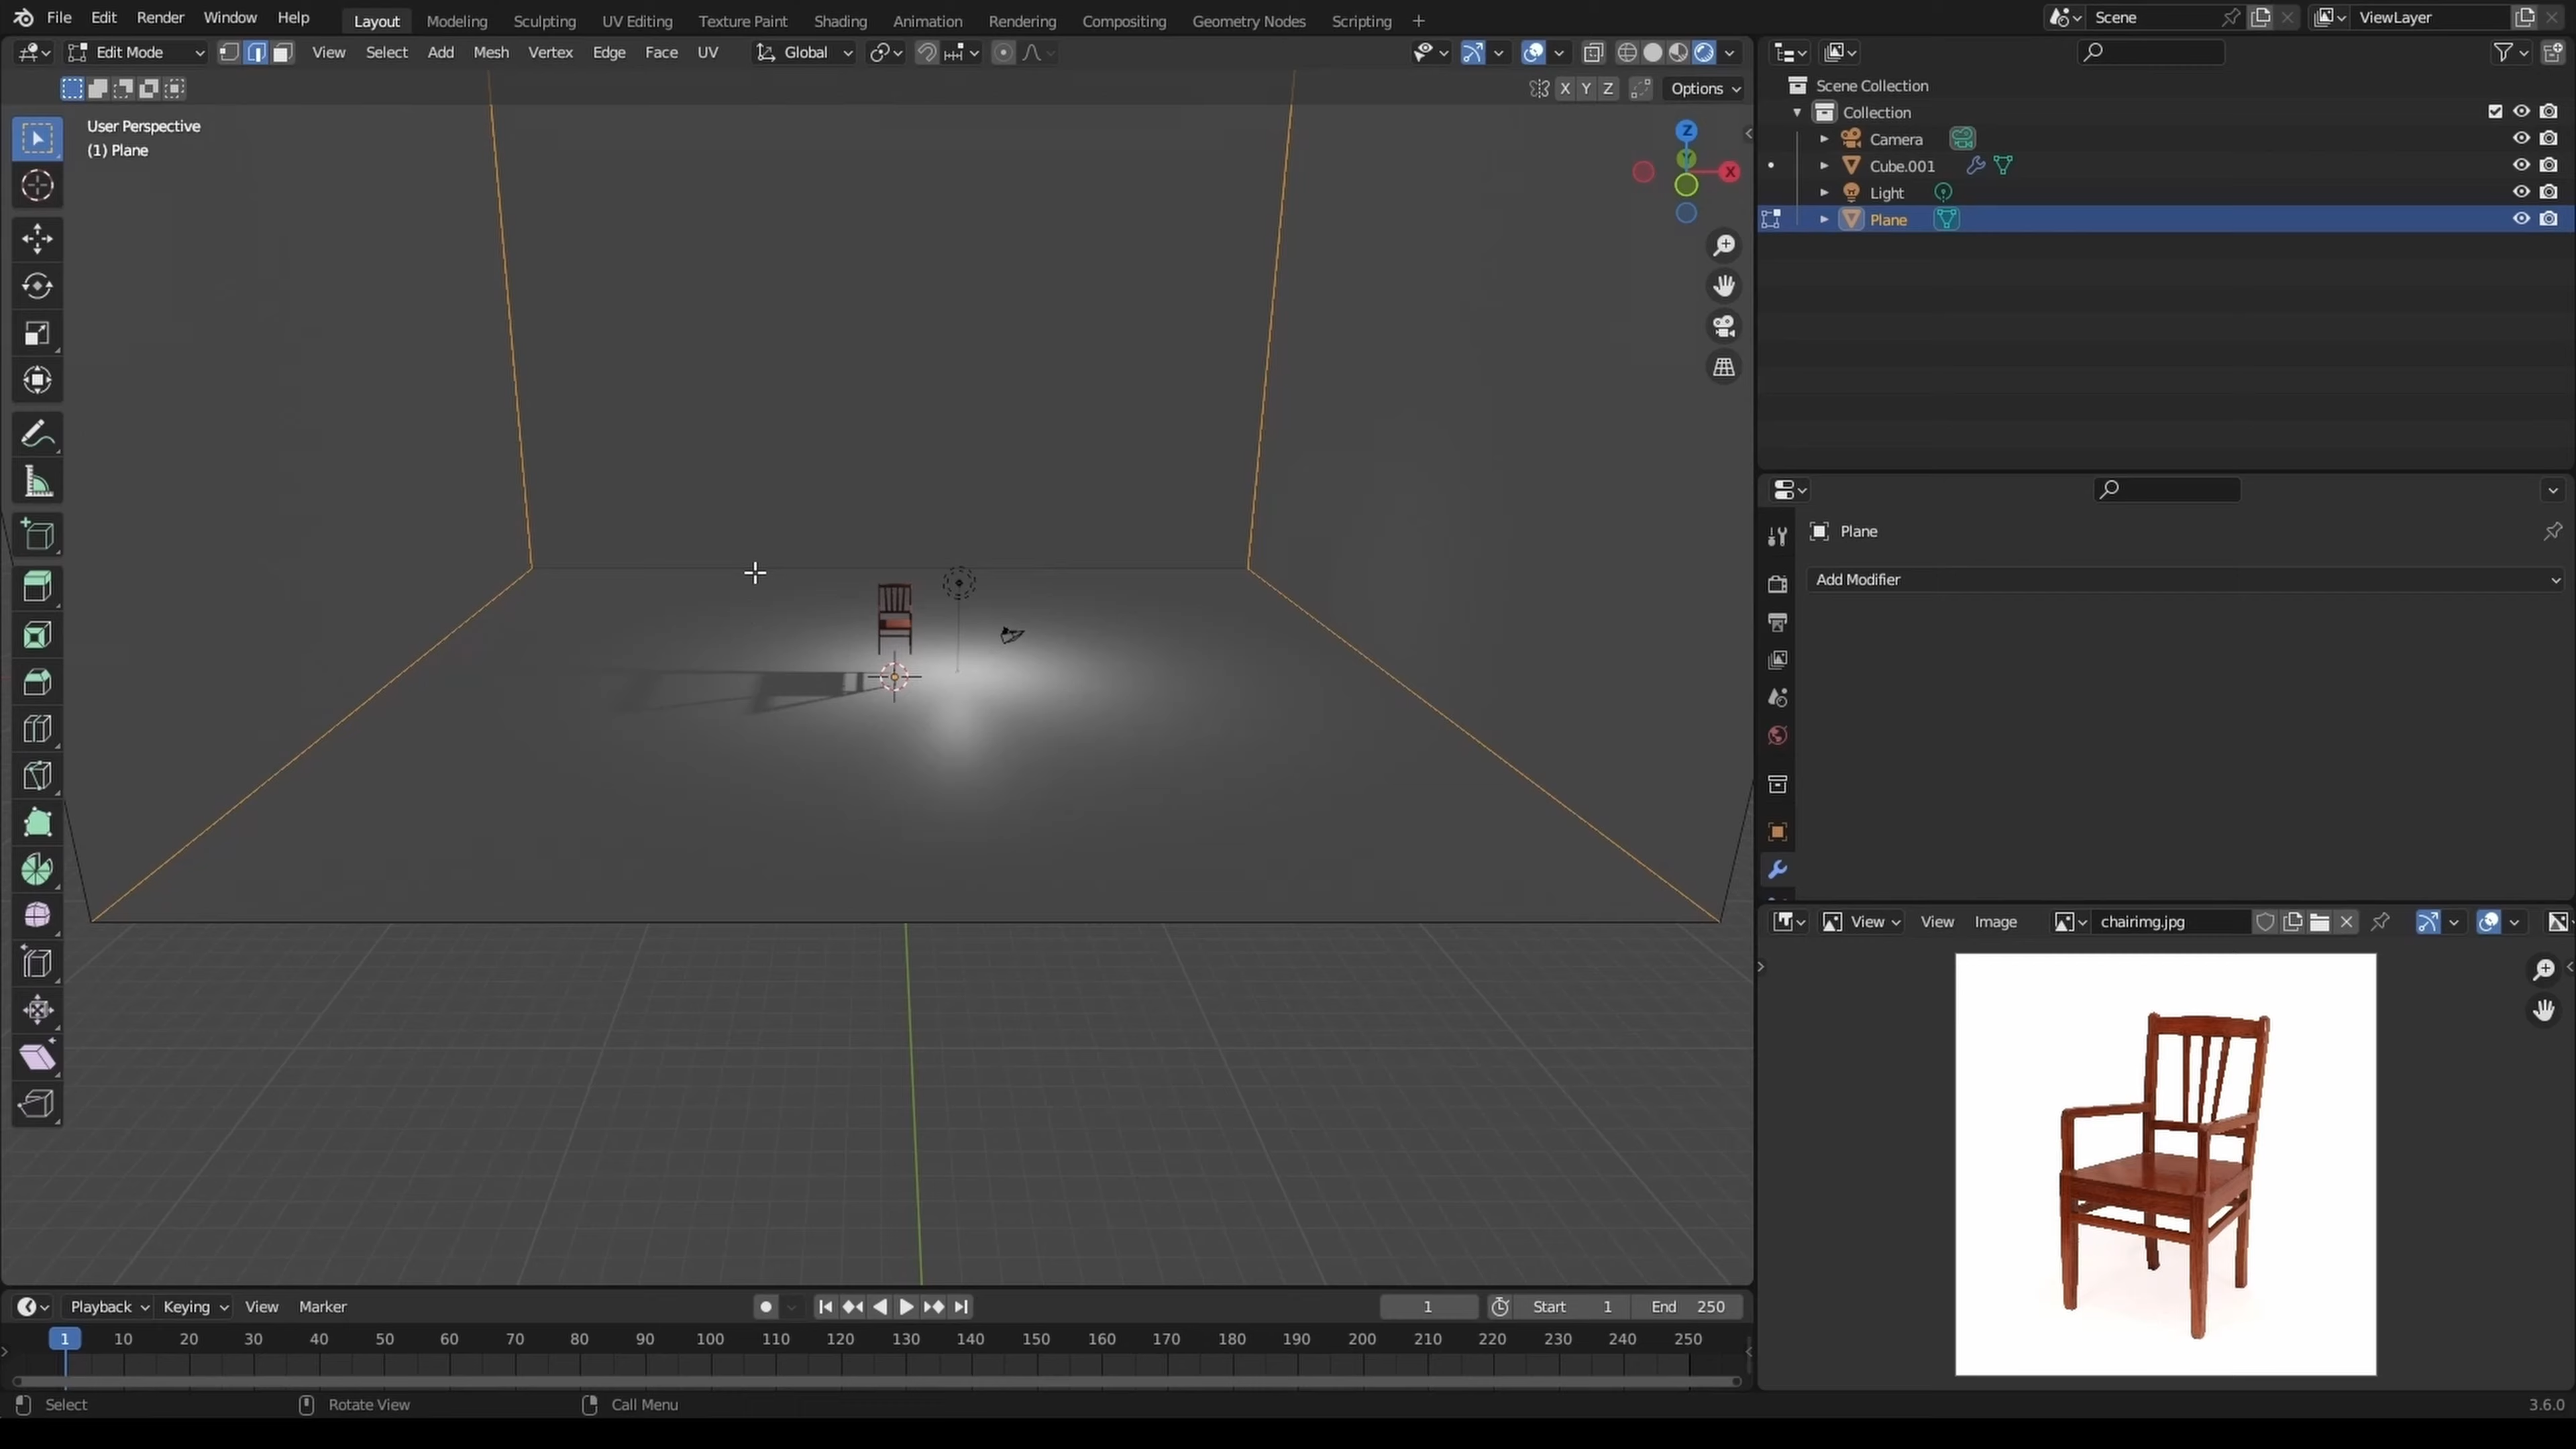 File Edit Render Window Help Layout Modeling Sculpting UV Editing Texture Paint Shading Animation Rendering Compositing Geometry Nodes Scripting + Scene ViewLayer
Edit Mode View Select Add Mesh Vertex Edge Face UV Global
X Y Z Options
User Perspective
(1) Plane
Z
Y
X
Scene Collection
Collection
Camera
Cube.001
Light
Plane
Plane
Add Modifier
View View Image chairimg.jpg
Playback Keying View Marker 1 Start 1 End 250
1 10 20 30 40 50 60 70 80 90 100 110 120 130 140 150 160 170 180 190 200 210 220 230 240 250
Select Rotate View Call Menu 3.6.0